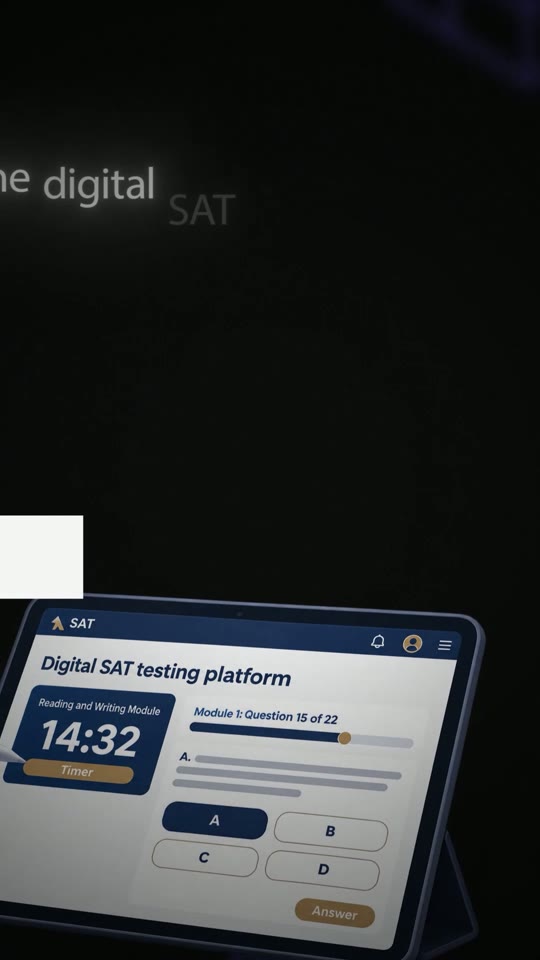 digital
SAT
SAT
Digital SAT testing platform
Reading and Writing Module
14:32
Timer
Module 1: Question 15 of 22
A.
A
B
C
D
Answer